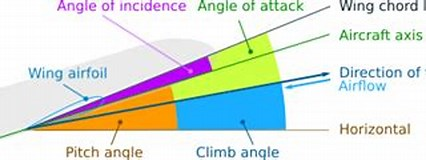 Angle of incidence Angle of attack
Wing chord
Aircraft axis
Wing airfoil
Direction of
Airflow
Horizontal
Pitch angle Climb angle